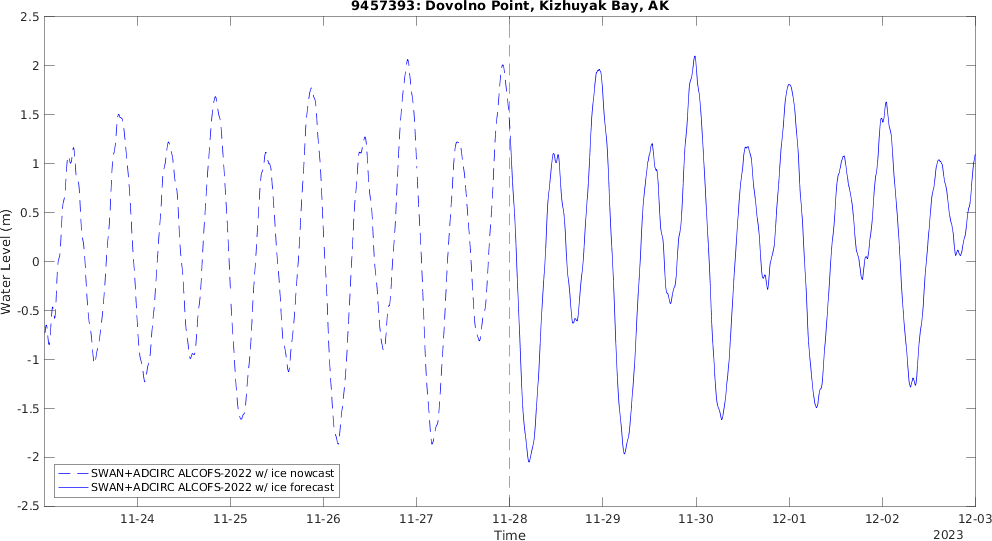 9457393: Dovolno Point, Kizhuyak Bay, AK
Water Level (m)
2.5
2
1.5
1
0.5
0
-0.5
-1
-1.5
-2
-2.5
SWAN+ADCIRC ALCOFS-2022 w/ ice nowcast
SWAN+ADCIRC ALCOFS-2022 w/ ice forecast
11-24 11-25 11-26 11-27 11-28 11-29 11-30 12-01 12-02 12-03
Time
2023